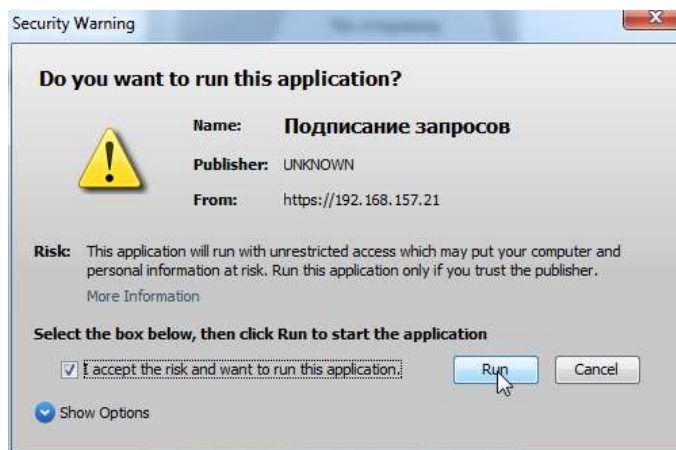 Security Warning
Do you want to run this application?
Name: Подписание запросов
Publisher: UNKNOWN
From: https://192.168.157.21
Risk: This application will run with unrestricted access which may put your computer and
personal information at risk. Run this application only if you trust the publisher.
More Information
Select the box below, then click Run to start the application
I accept the risk and want to run this application.
Run Cancel
Show Options